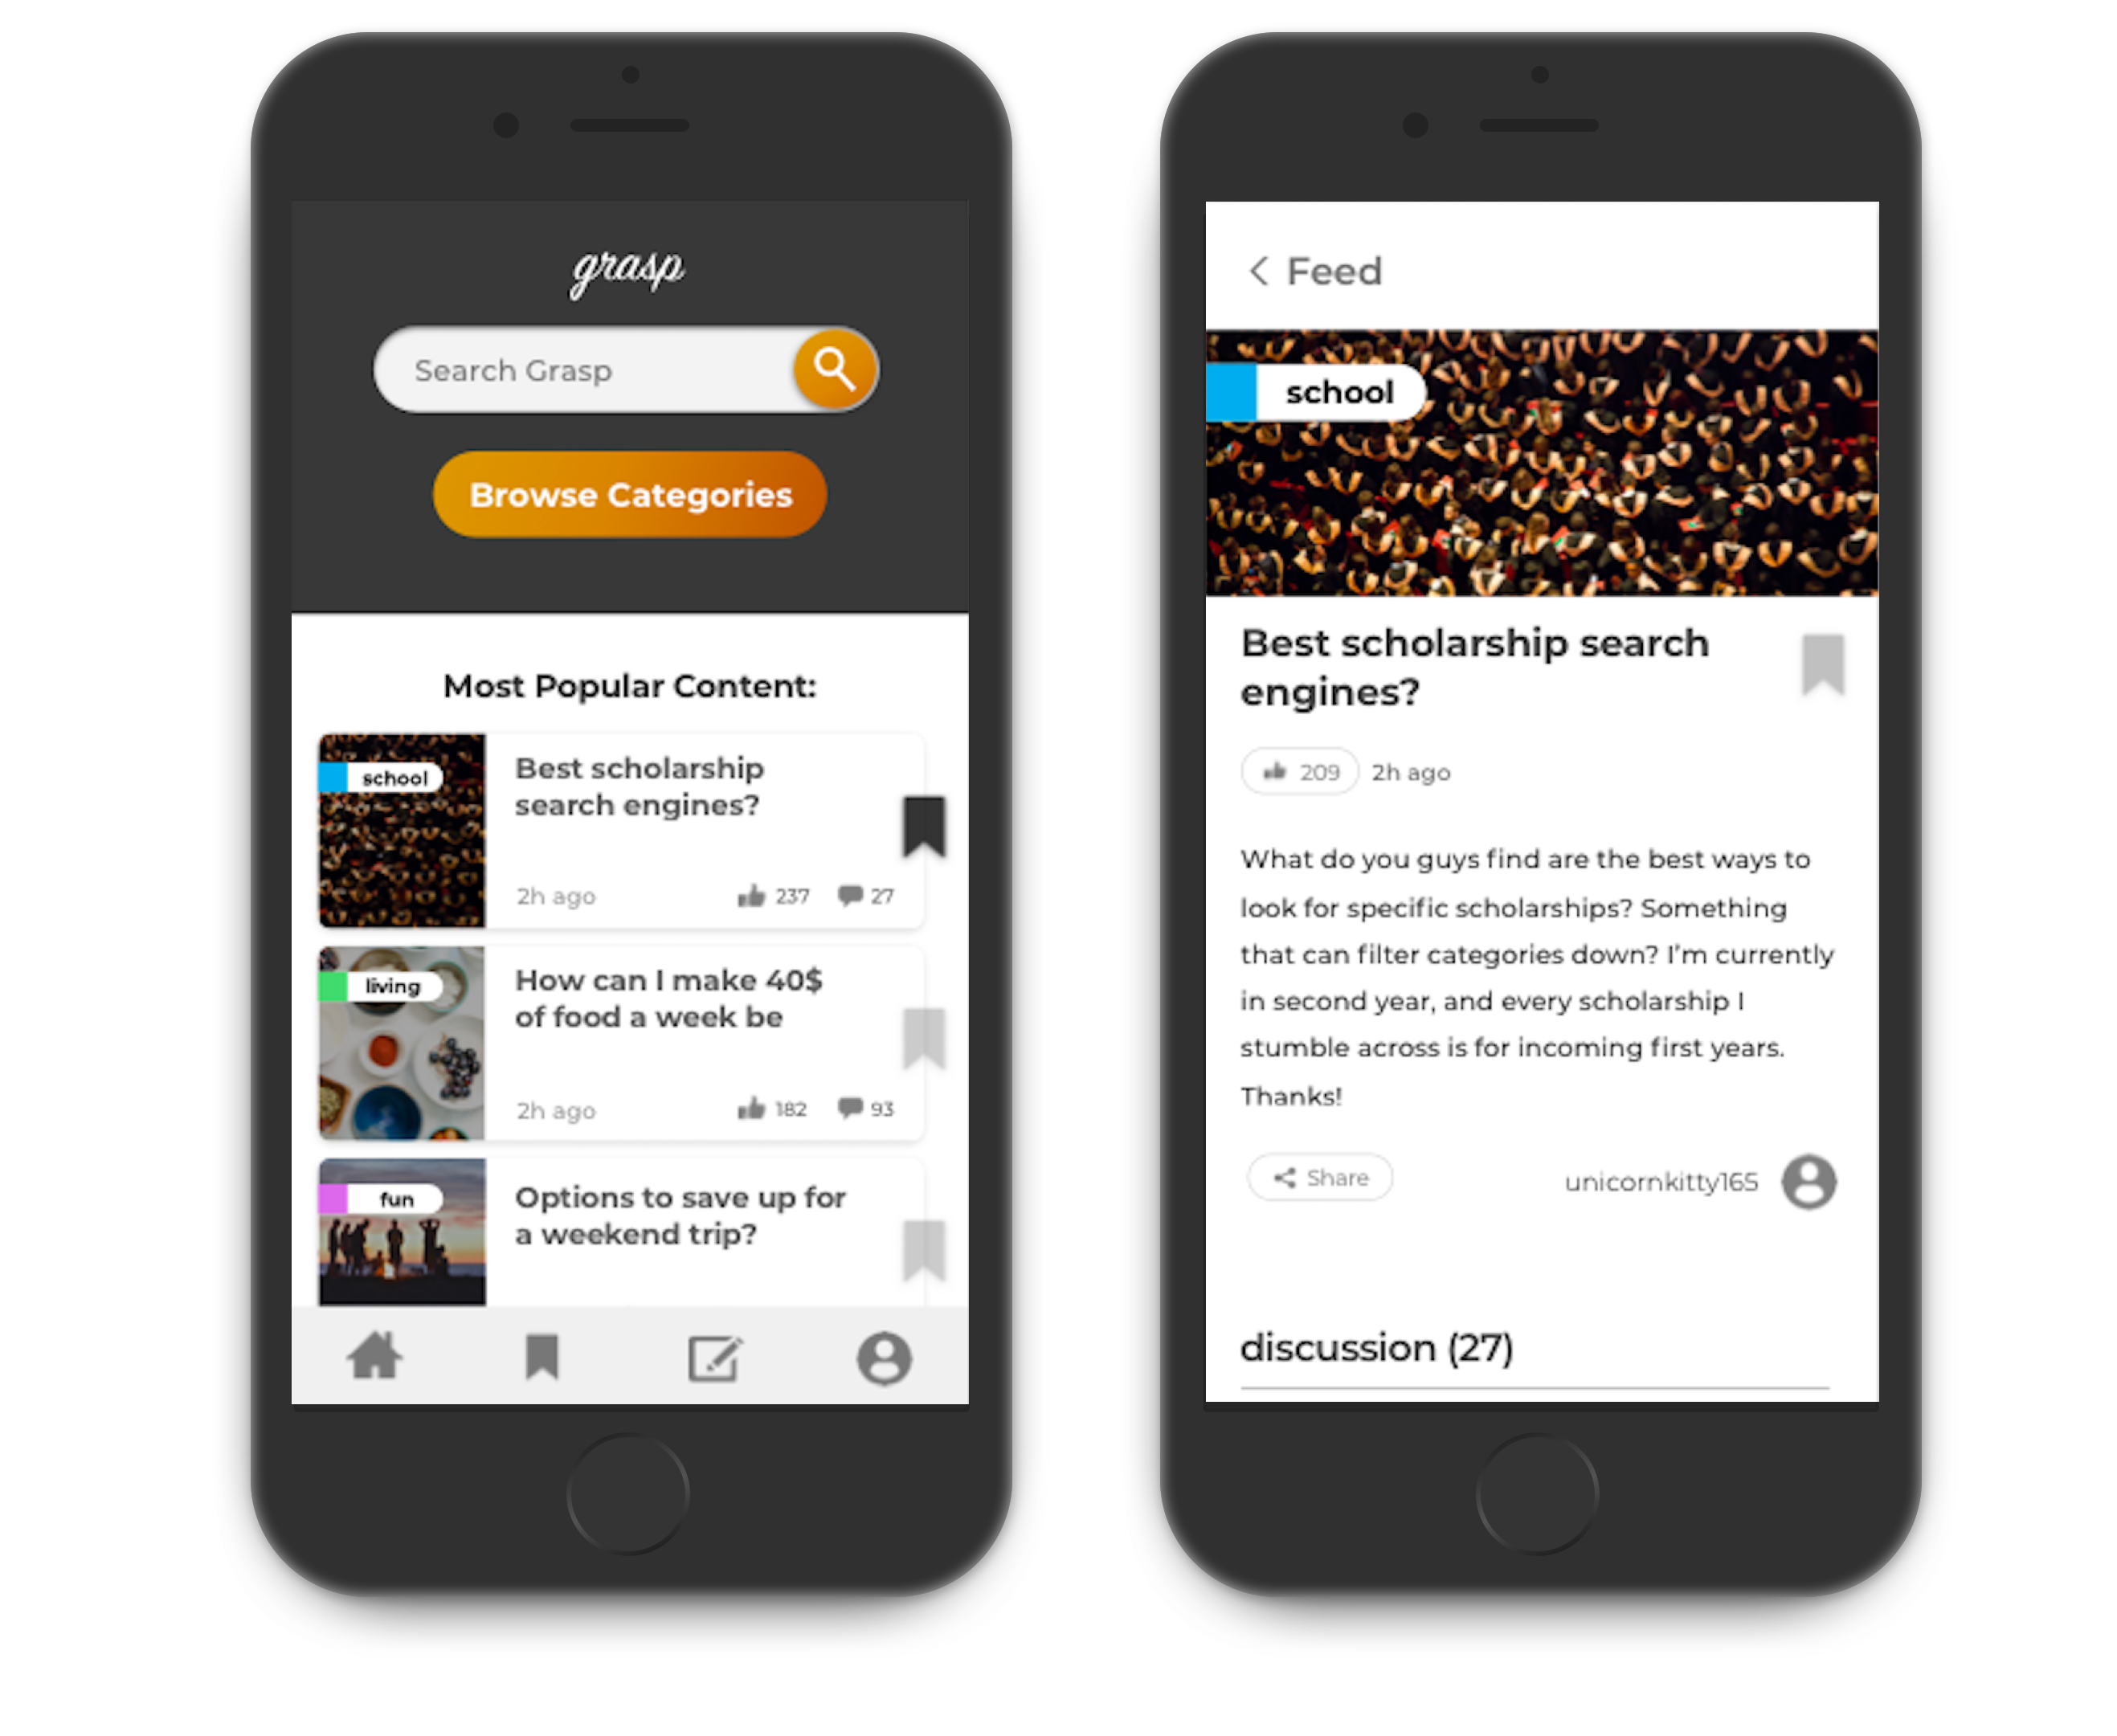 grasp
Search Grasp
Browse Categories
Most Popular Content:
school
Best scholarship
search engines?
2h ago 237 27
living
How can I make 40$
of food a week be
2h ago 182 93
fun
Options to save up for
a weekend trip?
Feed
school
Best scholarship search
engines?
209 2h ago
What do you guys find are the best ways to
look for specific scholarships? Something
that can filter categories down? I'm currently
in second year, and every scholarship I
stumble across is for incoming first years.
Thanks!
Share unicornkitty165
discussion (27)